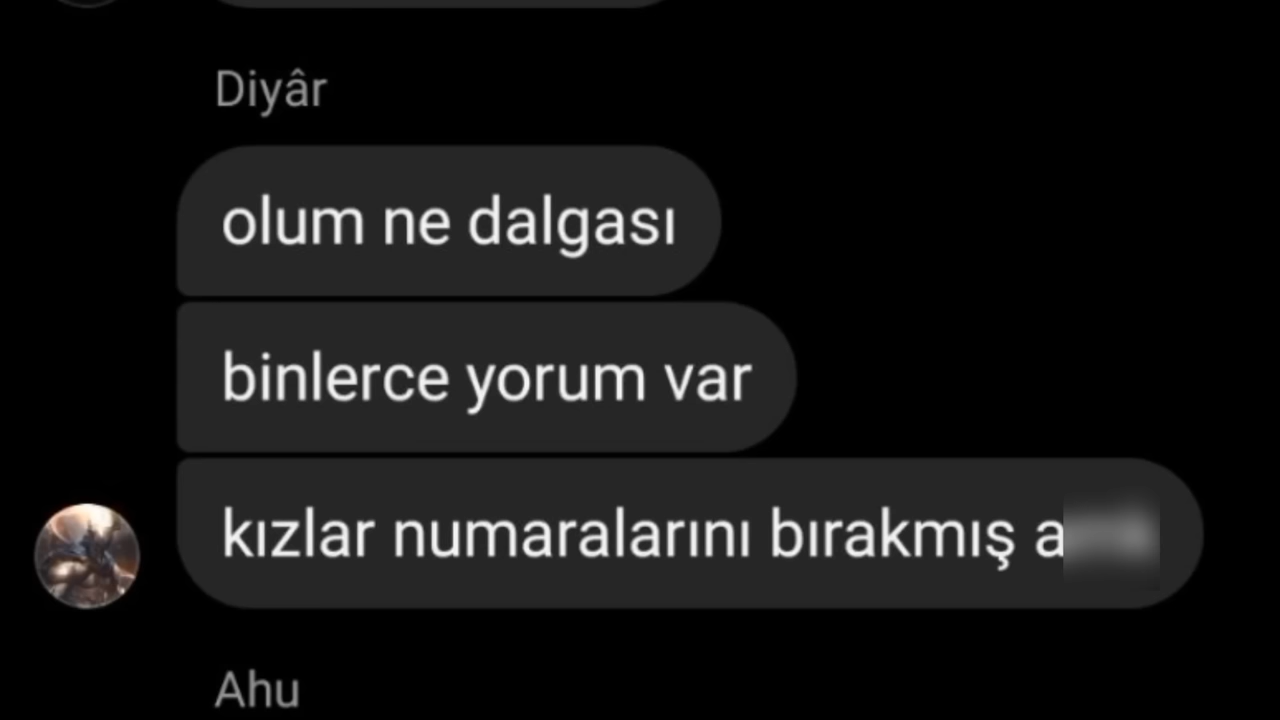 Diyâr
olum ne dalgası
binlerce yorum var
kızlar numaralarını bırakmış
Ahu